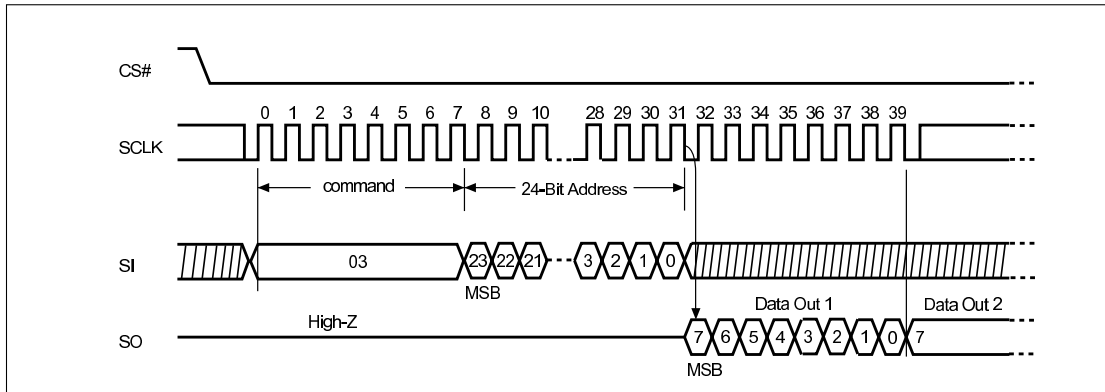 CS#
0 1 2 3 4 5 6 7 8 9 10 28 29 30 31 32 33 34 35 36 37 38 39
SCLK
command 24-Bit Address
SI 03 23 22 21 3 2 1 0
MSB
Data Out 1 Data Out 2
High-Z
SO 7 6 5 4 3 2 1 0 7
MSB